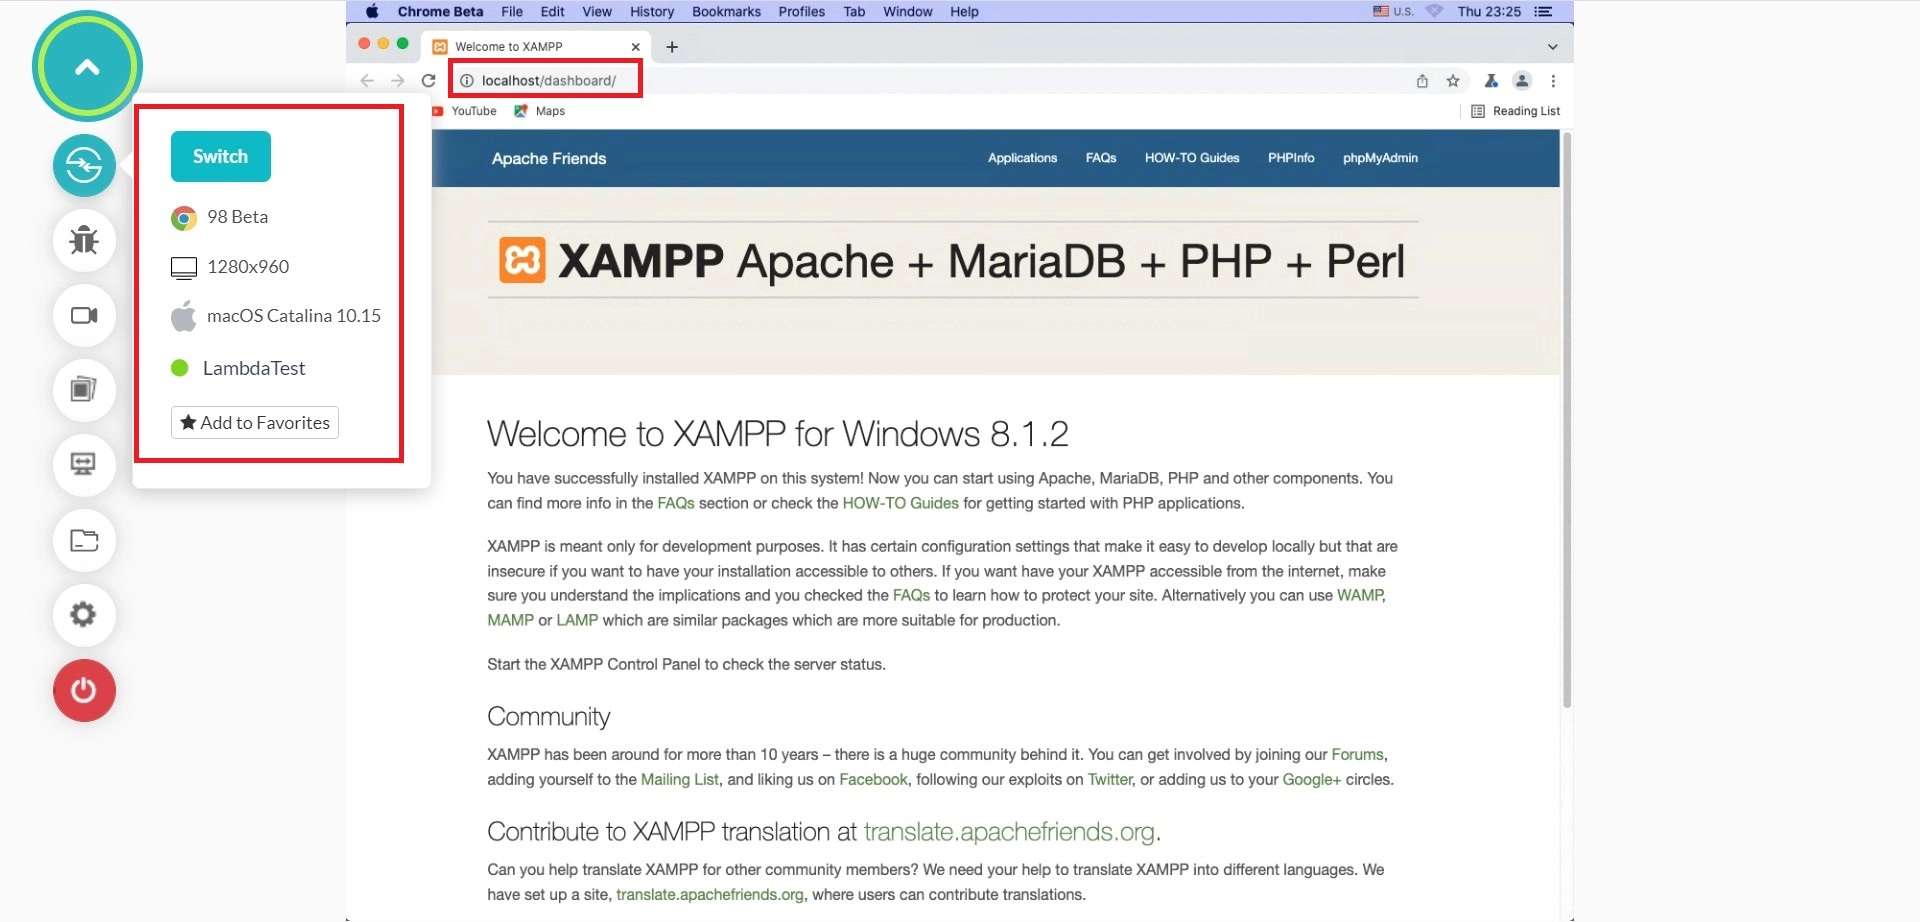 Chrome Beta File Edit View History Bookmarks Profiles Tab Window Help U.S. Thu 23:25
Welcome to XAMPP
localhost/dashboard/
YouTube Maps Reading List
Switch
98 Beta
1280x960
macOS Catalina 10.15
LambdaTest
Add to Favorites
Apache Friends Applications FAQs HOW-TO Guides PHPInfo phpMyAdmin
XAMPP Apache + MariaDB + PHP + Perl
Welcome to XAMPP for Windows 8.1.2
You have successfully installed XAMPP on this system! Now you can start using Apache, MariaDB, PHP and other components. You
can find more info in the FAQs section or check the HOW-TO Guides for getting started with PHP applications.
XAMPP is meant only for development purposes. It has certain configuration settings that make it easy to develop locally but that are
insecure if you want to have your installation accessible to others. If you want have your XAMPP accessible from the internet, make
sure you understand the implications and you checked the FAQs to learn how to protect your site. Alternatively you can use WAMP,
MAMP or LAMP which are similar packages which are more suitable for production.
Start the XAMPP Control Panel to check the server status.
Community
XAMPP has been around for more than 10 years – there is a huge community behind it. You can get involved by joining our Forums,
adding yourself to the Mailing List, and liking us on Facebook, following our exploits on Twitter, or adding us to your Google+ circles.
Contribute to XAMPP translation at translate.apachefriends.org.
Can you help translate XAMPP for other community members? We need your help to translate XAMPP into different languages. We
have set up a site, translate.apachefriends.org, where users can contribute translations.